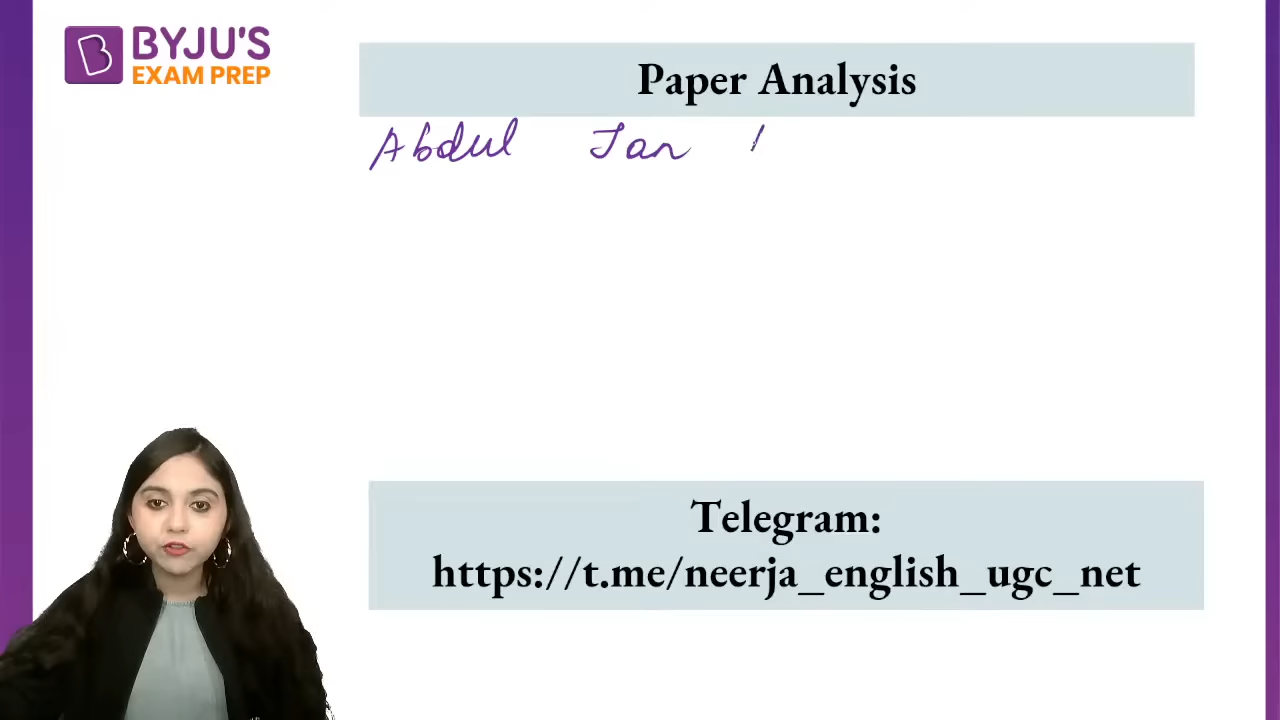 BYJU'S
EXAM PREP
Paper Analysis
Abdul Jan
Telegram:
https://t.me/neerja_english_ugc_net